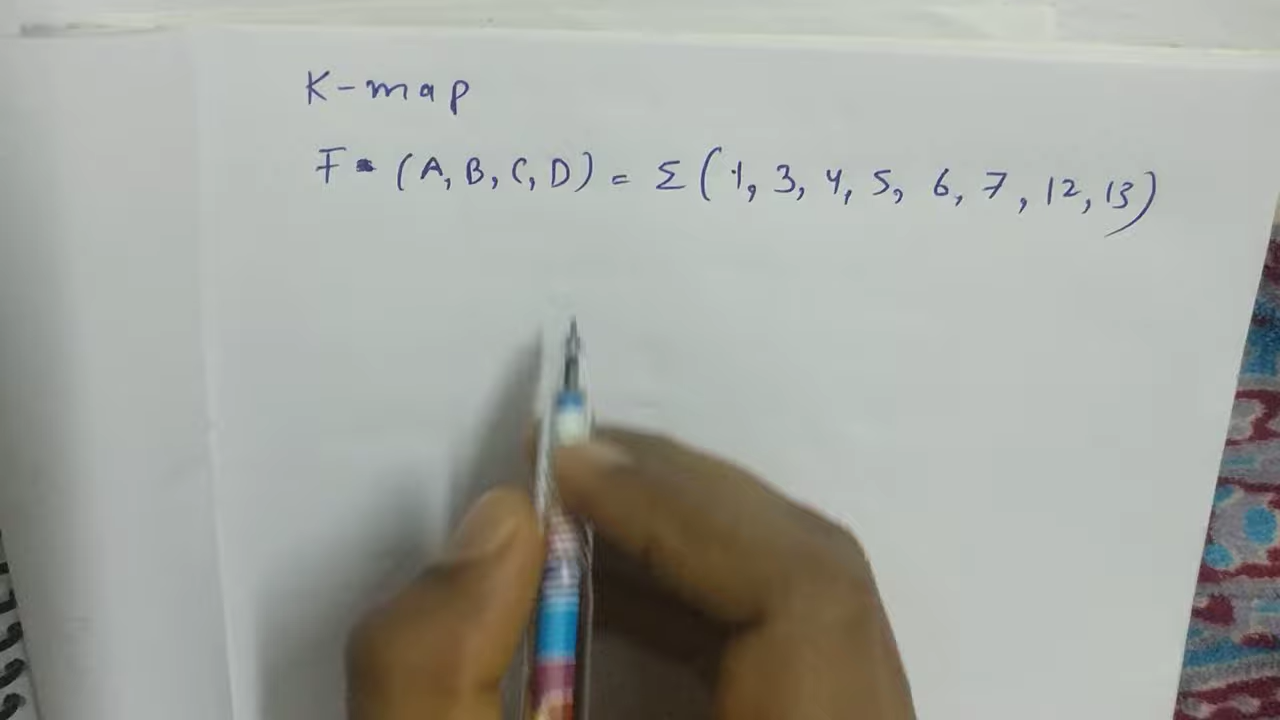 K-map
F (A, B, C, D) = Σ (1, 3, 4, 5, 6, 7, 12, 13)